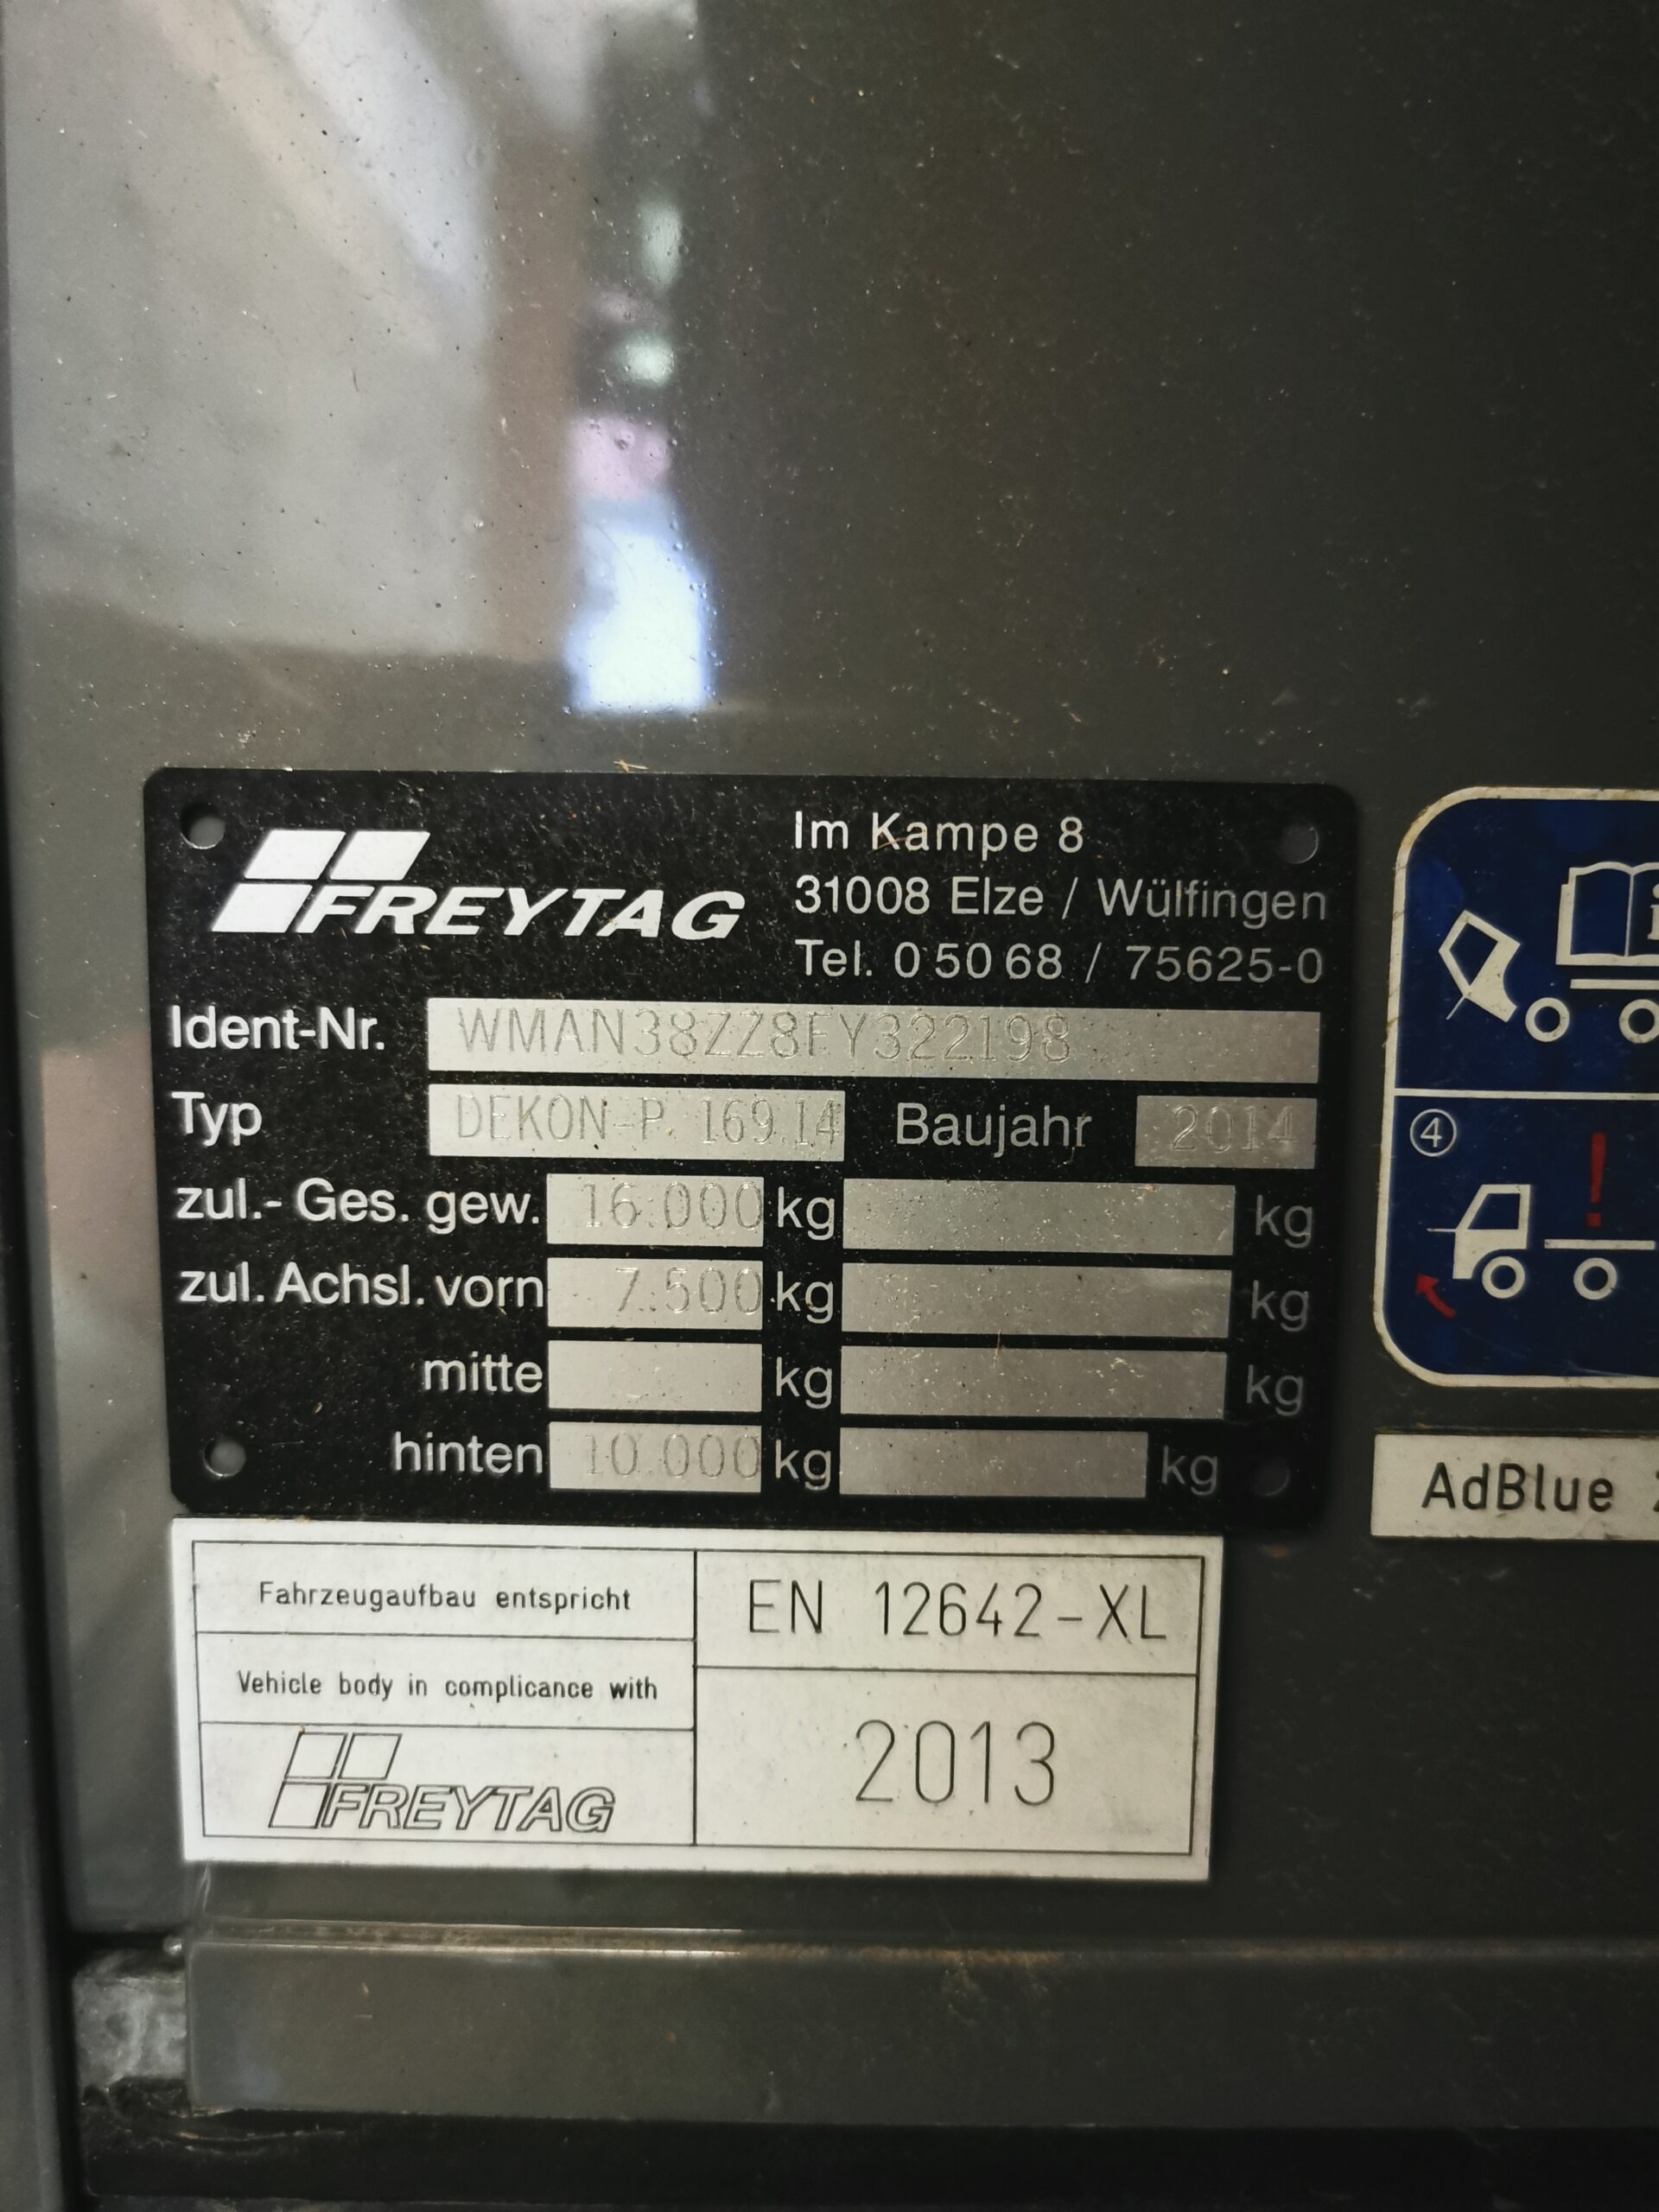 FREYTAG
Im Kampe 8
31008 Elze / Wülfingen
Tel. 0 50 68 / 75625-0
Ident-Nr. WMAN38ZZ8FY322198
Typ DEKON-P. 169.14 Baujahr 2014
zul.- Ges. gew. 16.000 kg kg
zul. Achsl. vorn 7.500 kg kg
mitte kg kg
hinten 10.000 kg kg
i
④
!
AdBlue
Fahrzeugaufbau entspricht
EN 12642-XL
Vehicle body in complicance with
FREYTAG
2013